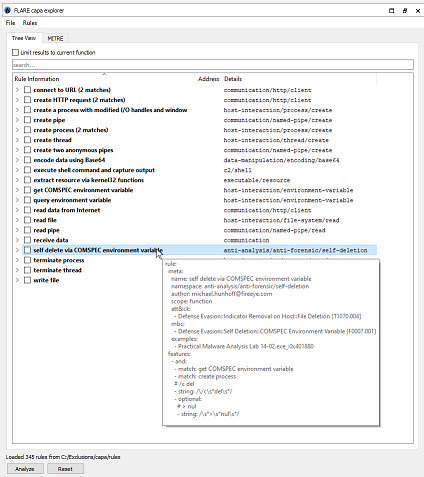 FLARE capa explorer
File Rules
Tree View MITRE
Limit results to current function
search...
Rule Information Address Details
connect to URL (2 matches) communication/http/client
create HTTP request (2 matches) communication/http/client
create a process with modified I/O handles and window host-interaction/process/create
create pipe communication/named-pipe/create
create process (2 matches) host-interaction/process/create
create thread host-interaction/thread/create
create two anonymous pipes communication/named-pipe/create
encode data using Base64 data-manipulation/encoding/base64
execute shell command and capture output c2/shell
extract resource via kernel32 functions executable/resource
get COMSPEC environment variable host-interaction/environment-variable
query environment variable host-interaction/environment-variable
read data from Internet communication/http/client
read file host-interaction/file-system/read
read pipe communication/named-pipe/read
receive data communication
self delete via COMSPEC environment variable anti-analysis/anti-forensic/self-deletion
terminate process
terminate thread
write file
rule:
meta:
name: self delete via COMSPEC environment variable
namespace: anti-analysis/anti-forensic/self-deletion
author: michael.hunhoff@fireeye.com
scope: function
att&ck:
- Defense Evasion::Indicator Removal on Host::File Deletion [T1070.004]
mbc:
- Defense Evasion::Self Deletion::COMSPEC Environment Variable [F0007.001]
examples:
- Practical Malware Analysis Lab 14-02.exe_:0x401880
features:
- and:
- match: get COMSPEC environment variable
- match: create process
# /c del
- string: /\/c\s*del\s*/
- optional:
# > nul
- string: /\s*>\s*nul\s*/
Loaded 345 rules from C:/Exclusions/capa/rules
Analyze Reset